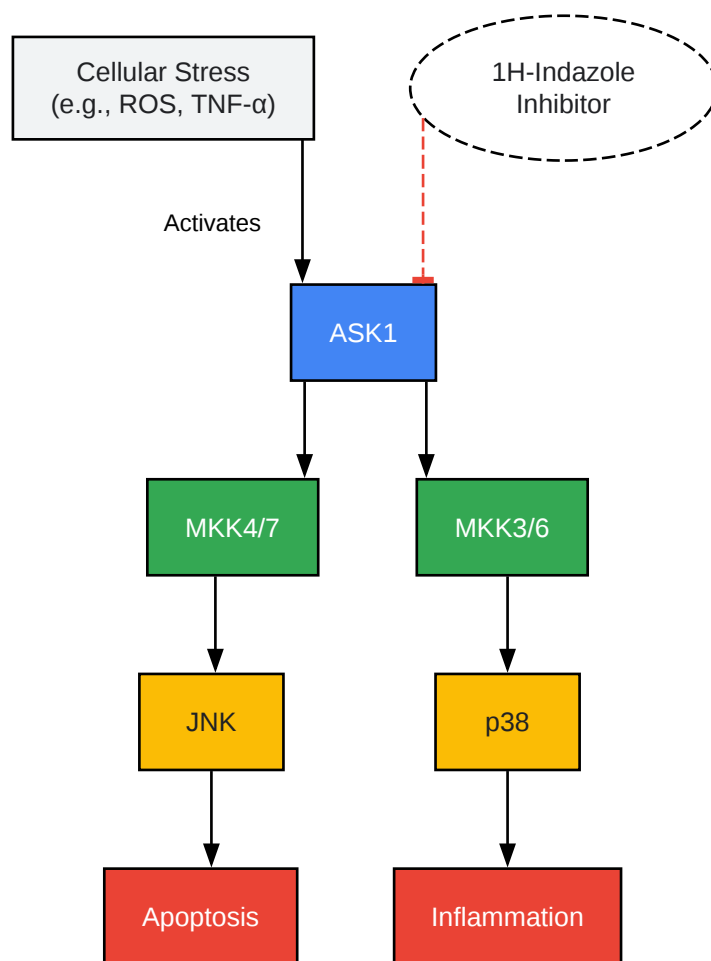 Cellular Stress
(e.g., ROS, TNF-α)
1H-Indazole
Inhibitor
Activates
ASK1
MKK4/7
MKK3/6
JNK
p38
Apoptosis
Inflammation